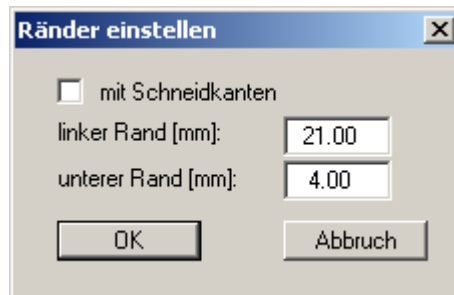 Ränder einstellen
mit Schneidkanten
linker Rand [mm]: 21.00
unterer Rand [mm]: 4.00
OK Abbruch